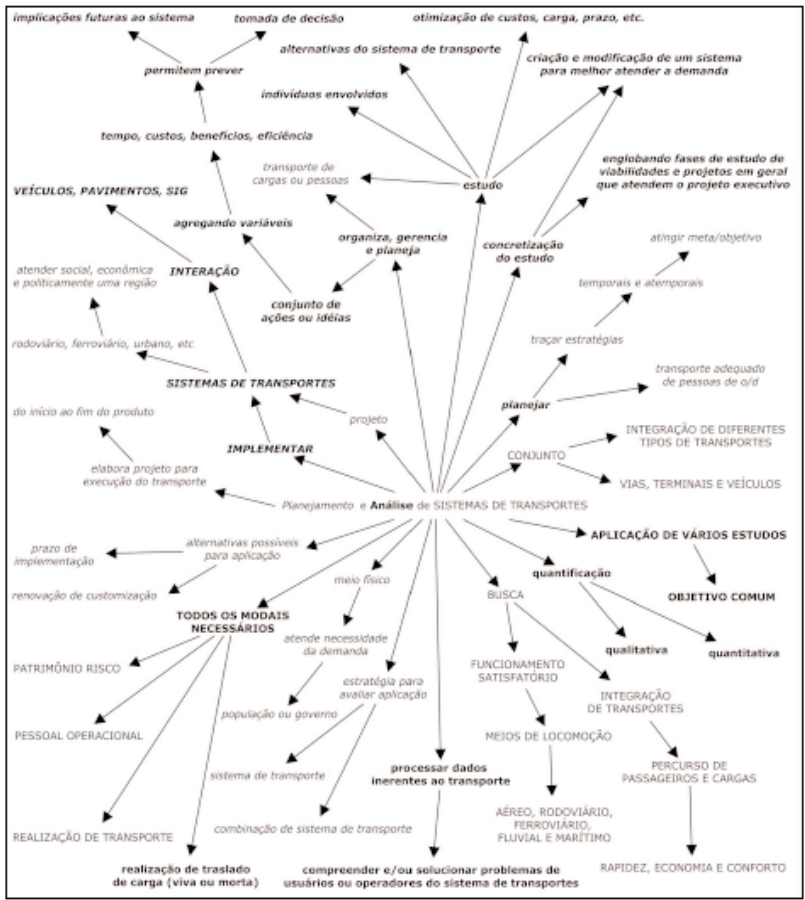 implicações futuras ao sistema
tomada de decisão
otimização de custos, carga, prazo, etc.
permitem prever
alternativas do sistema de transporte
criação e modificação de um sistema
para melhor atender a demanda
indivíduos envolvidos
tempo, custos, benefícios, eficiência
transporte de
cargas ou pessoas
estudo
englobando fases de estudo de
viabilidades e projetos em geral
que atendem o projeto executivo
VEÍCULOS, PAVIMENTOS, SIG
agregando variáveis
organiza, gerencia
e planeja
concretização
do estudo
atingir meta/objetivo
atender social, econômica
e politicamente uma região
INTERAÇÃO
conjunto de
ações ou idéias
temporais e atemporais
rodoviário, ferroviário, urbano, etc
traçar estratégias
SISTEMAS DE TRANSPORTES
transporte adequado
de pessoas de o/d
do início ao fim do produto
projeto
planejar
IMPLEMENTAR
CONJUNTO
INTEGRAÇÃO DE DIFERENTES
TIPOS DE TRANSPORTES
elabora projeto para
execução do transporte
VIAS, TERMINAIS E VEÍCULOS
Planejamento e Análise de SISTEMAS DE TRANSPORTES
prazo de
implementação
alternativas possíveis
para aplicação
APLICAÇÃO DE VÁRIOS ESTUDOS
meio físico
quantificação
renovação de customização
BUSCA
OBJETIVO COMUM
TODOS OS MODAIS
NECESSÁRIOS
atende necessidade
da demanda
qualitativa
quantitativa
PATRIMÔNIO RISCO
estratégia para
avaliar aplicação
FUNCIONAMENTO
SATISFATÓRIO
INTEGRAÇÃO
DE TRANSPORTES
população ou governo
PESSOAL OPERACIONAL
MEIOS DE LOCOMOÇÃO
sistema de transporte
processar dados
inerentes ao transporte
PERCURSO DE
PASSAGEIROS E CARGAS
REALIZAÇÃO DE TRANSPORTE
combinação de sistema de transporte
AÉREO, RODOVIÁRIO,
FERROVIÁRIO,
FLUVIAL E MARÍTIMO
realização de traslado
de carga (viva ou morta)
compreender e/ou solucionar problemas de
usuários ou operadores do sistema de transportes
RAPIDEZ, ECONOMIA E CONFORTO